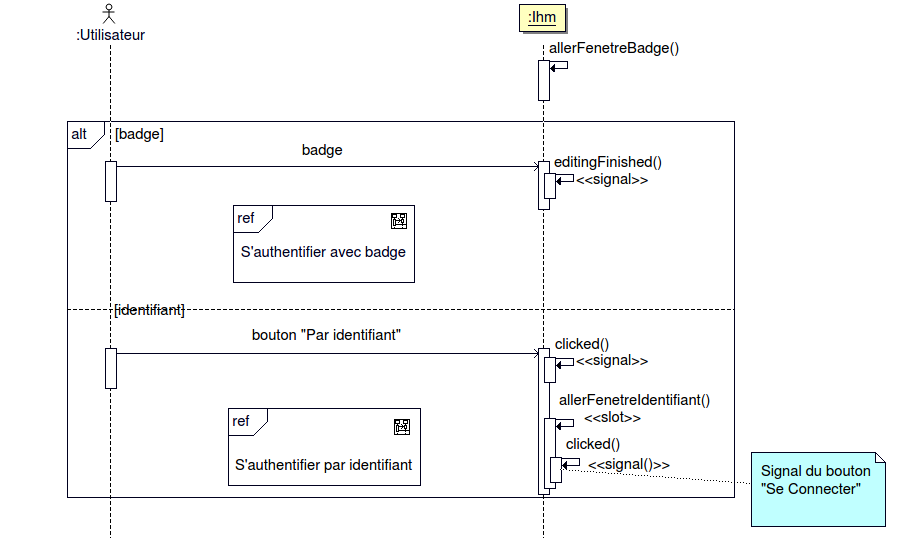 :Utilisateur
:Ihm
allerFenetreBadge()
alt
[badge]
badge
editingFinished()
<<signal>>
ref
S'authentifier avec badge
[identifiant]
bouton "Par identifiant"
clicked()
<<signal>>
allerFenetreIdentifiant()
<<slot>>
ref
S'authentifier par identifiant
clicked()
<<signal()>>
Signal du bouton
"Se Connecter"